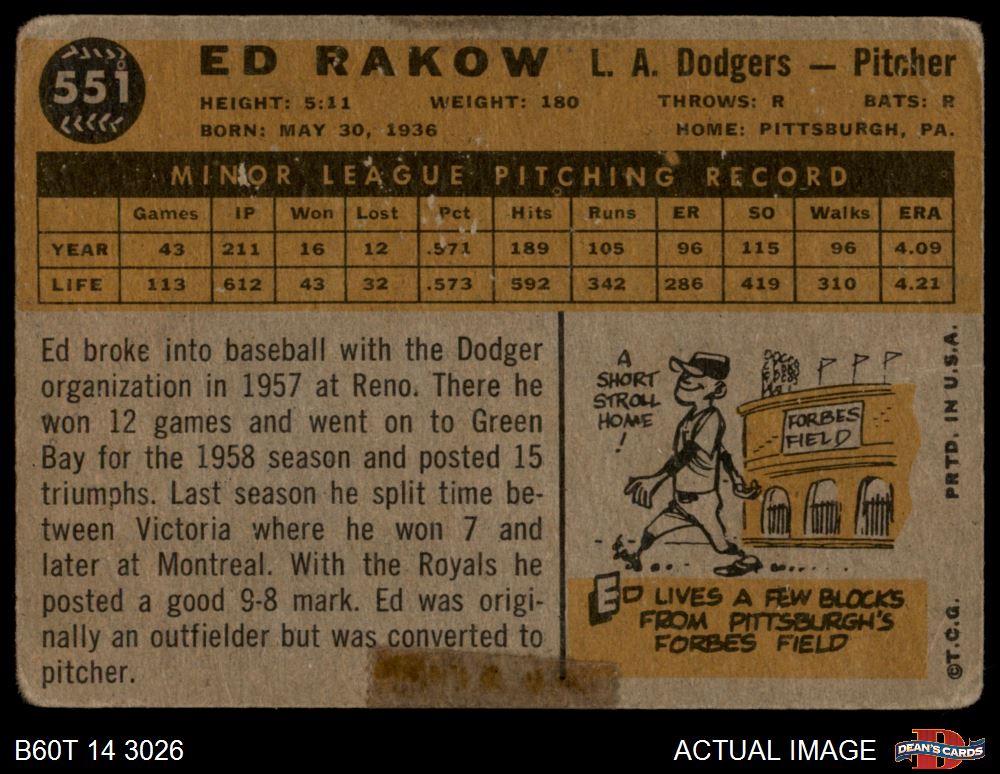 551
ED RAKOW L. A. Dodgers — Pitcher
HEIGHT: 5:11 WEIGHT: 180 THROWS: R BATS: R
BORN: MAY 30, 1936 HOME: PITTSBURGH, PA.
MINOR LEAGUE PITCHING RECORD
Games IP Won Lost Pct Hits Runs ER SO Walks ERA
YEAR 43 211 16 12 .571 189 105 96 115 96 4.09
LIFE 113 612 43 32 .573 592 342 286 419 310 4.21
Ed broke into baseball with the Dodger
organization in 1957 at Reno. There he
won 12 games and went on to Green
Bay for the 1958 season and posted 15
triumphs. Last season he split time be-
tween Victoria where he won 7 and
later at Montreal. With the Royals he
posted a good 9-8 mark. Ed was origi-
nally an outfielder but was converted to
pitcher.
A
SHORT
STROLL
HOME
!
FORBES
FIELD
ED LIVES A FEW BLOCKS
FROM PITTSBURGH'S
FORBES FIELD
PRTD. IN U.S.A.
©T.C.G.
B60T 14 3026
ACTUAL IMAGE
DEAN'S CARDS